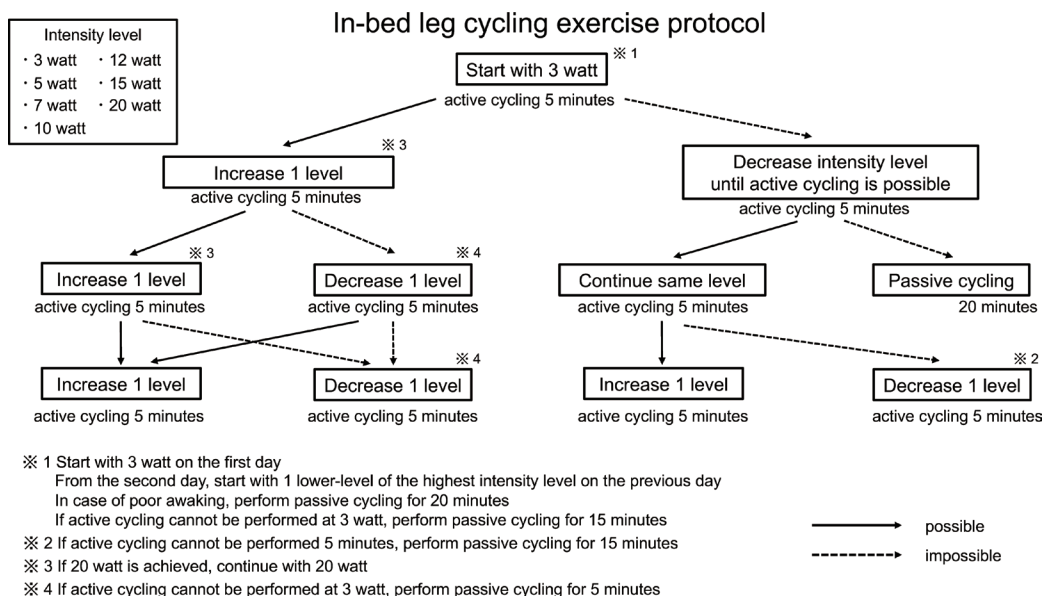 In-bed leg cycling exercise protocol
Intensity level
・3 watt ・12 watt
・5 watt ・15 watt
・7 watt ・20 watt
・10 watt
Start with 3 watt ※ 1
active cycling 5 minutes
Increase 1 level ※ 3
active cycling 5 minutes
Decrease intensity level
until active cycling is possible
active cycling 5 minutes
Increase 1 level ※ 3
active cycling 5 minutes
Decrease 1 level ※ 4
active cycling 5 minutes
Continue same level
active cycling 5 minutes
Passive cycling
20 minutes
Increase 1 level
active cycling 5 minutes
Decrease 1 level ※ 4
active cycling 5 minutes
Increase 1 level
active cycling 5 minutes
Decrease 1 level ※ 2
active cycling 5 minutes
※ 1 Start with 3 watt on the first day
From the second day, start with 1 lower-level of the highest intensity level on the previous day
In case of poor awaking, perform passive cycling for 20 minutes
If active cycling cannot be performed at 3 watt, perform passive cycling for 15 minutes
※ 2 If active cycling cannot be performed 5 minutes, perform passive cycling for 15 minutes
※ 3 If 20 watt is achieved, continue with 20 watt
※ 4 If active cycling cannot be performed at 3 watt, perform passive cycling for 5 minutes
possible
impossible